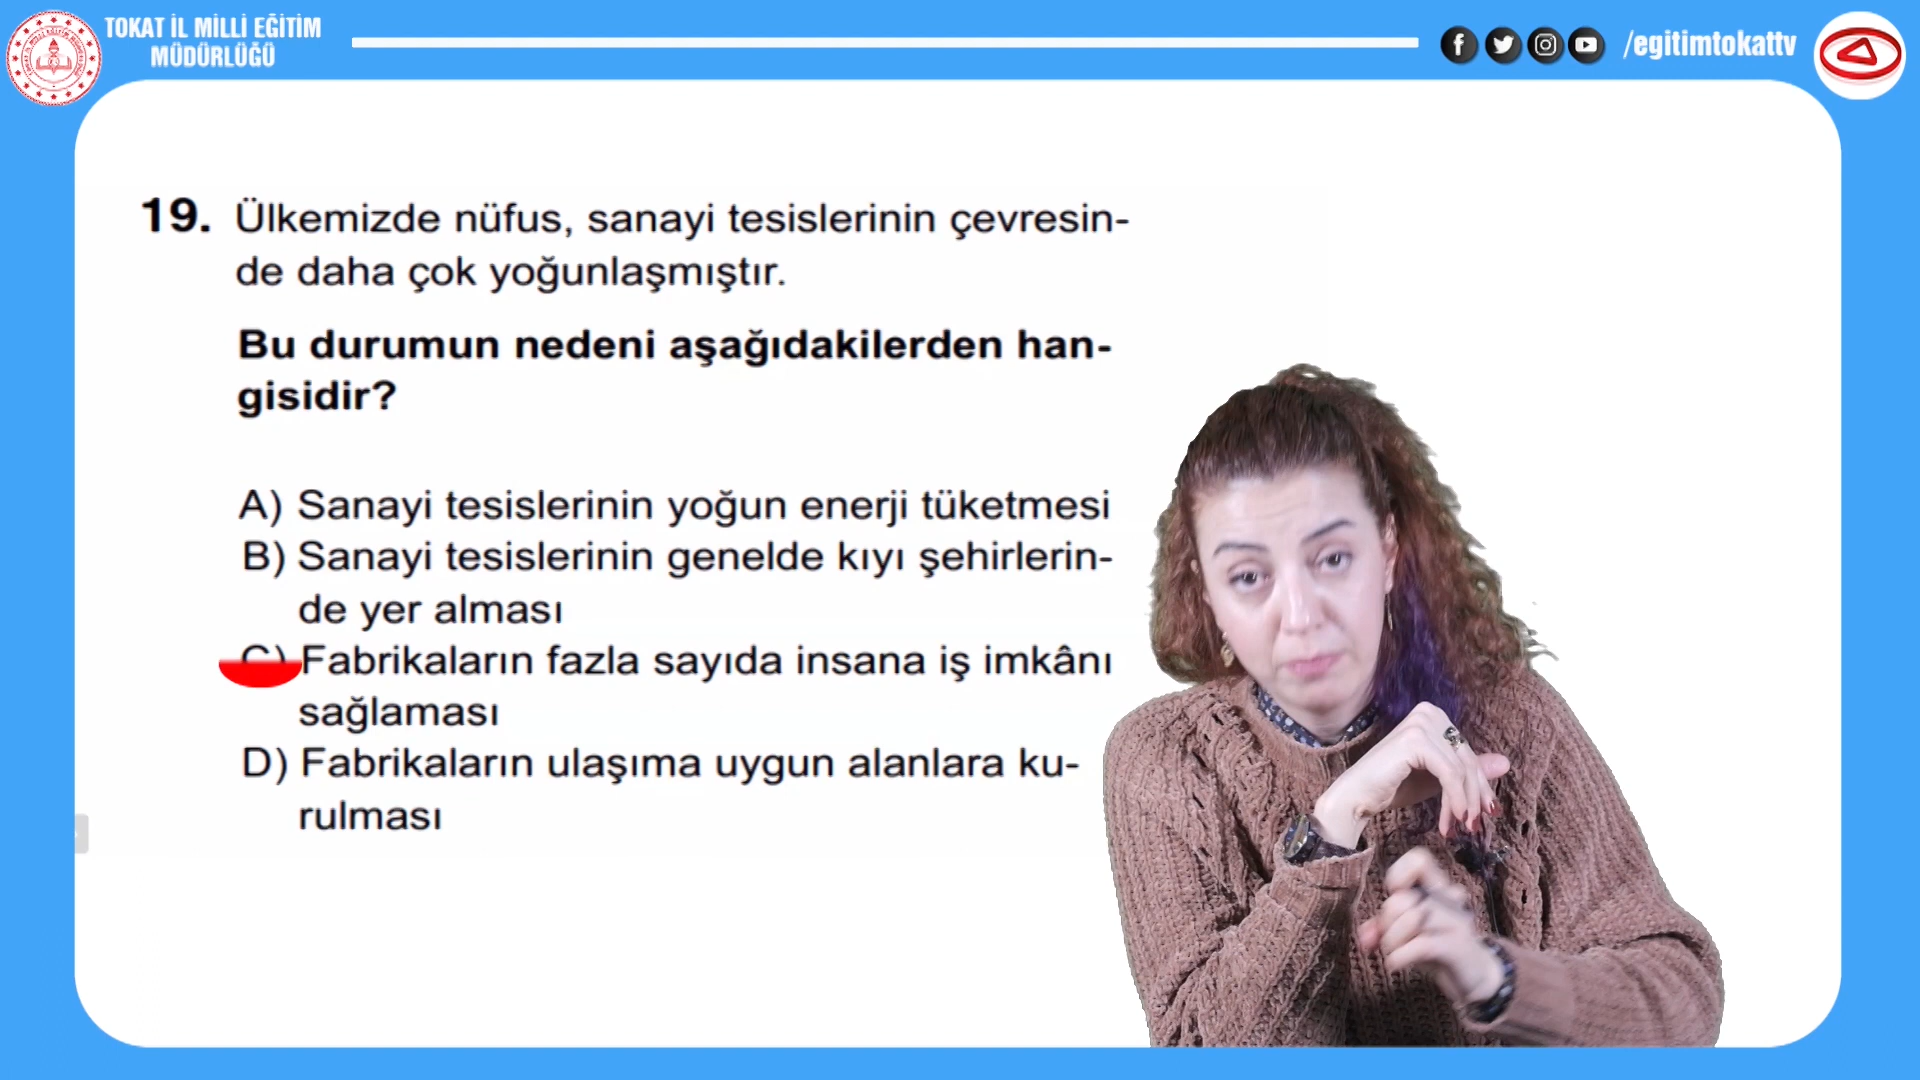 TOKAT İL MİLLİ EĞİTİM
MÜDÜRLÜĞÜ
/egitimtokattv
19. Ülkemizde nüfus, sanayi tesislerinin çevresin-
de daha çok yoğunlaşmıştır.
Bu durumun nedeni aşağıdakilerden han-
gisidir?
A) Sanayi tesislerinin yoğun enerji tüketmesi
B) Sanayi tesislerinin genelde kıyı şehirlerin-
de yer alması
C) Fabrikaların fazla sayıda insana iş imkânı
sağlaması
D) Fabrikaların ulaşıma uygun alanlara ku-
rulması